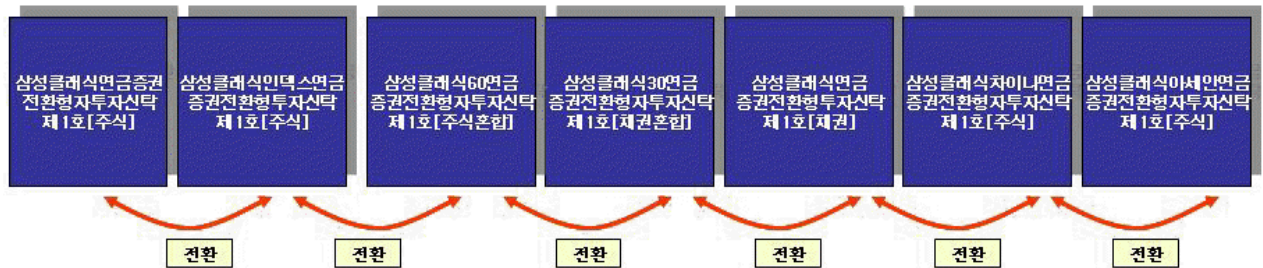 삼성클래식연금증권
전환형자투자신탁
제1호[주식]
삼성클래식인덱스연금
증권전환형자투자신탁
제1호[주식]
삼성클래식60연금
증권전환형자투자신탁
제1호[주식혼합]
삼성클래식30연금
증권전환형자투자신탁
제1호[채권혼합]
삼성클래식연금
증권전환형자투자신탁
제1호[채권]
삼성클래식차이나연금
증권전환형자투자신탁
제1호[주식]
삼성클래식아세안연금
증권전환형자투자신탁
제1호[주식]
전환
전환
전환
전환
전환
전환